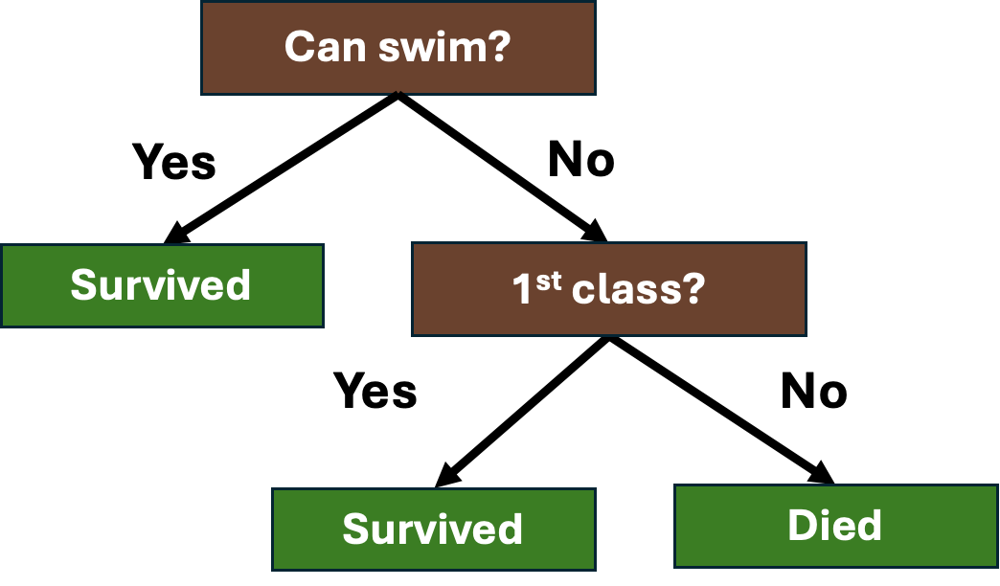 Can swim?
Yes
No
Survived
1st class?
Yes
No
Survived
Died